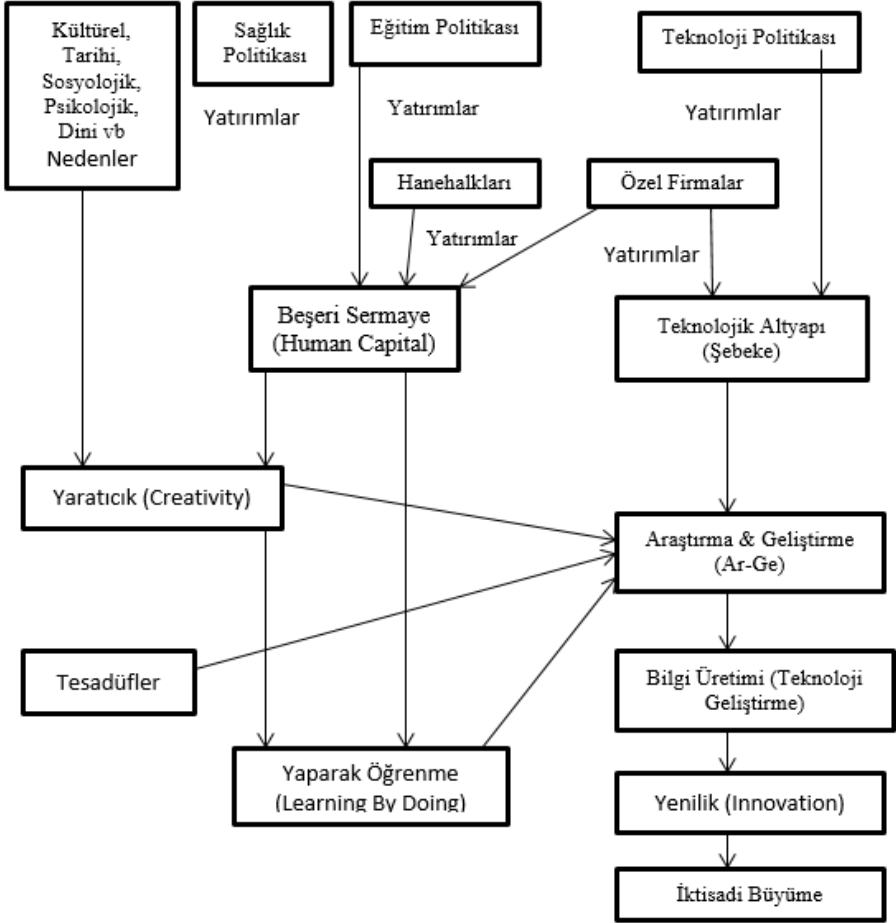 Kültürel,
Tarihi,
Sosyolojik,
Psikolojik,
Dini vb
Nedenler
Sağlık
Politikası
Eğitim Politikası
Teknoloji Politikası
Yatırımlar
Yatırımlar
Yatırımlar
Hanehalkları
Özel Firmalar
Yatırımlar
Yatırımlar
Beşeri Sermaye
(Human Capital)
Teknolojik Altyapı
(Şebeke)
Yaratıcık (Creativity)
Araştırma & Geliştirme
(Ar-Ge)
Tesadüfler
Bilgi Üretimi (Teknoloji
Geliştirme)
Yaparak Öğrenme
(Learning By Doing)
Yenilik (Innovation)
İktisadi Büyüme